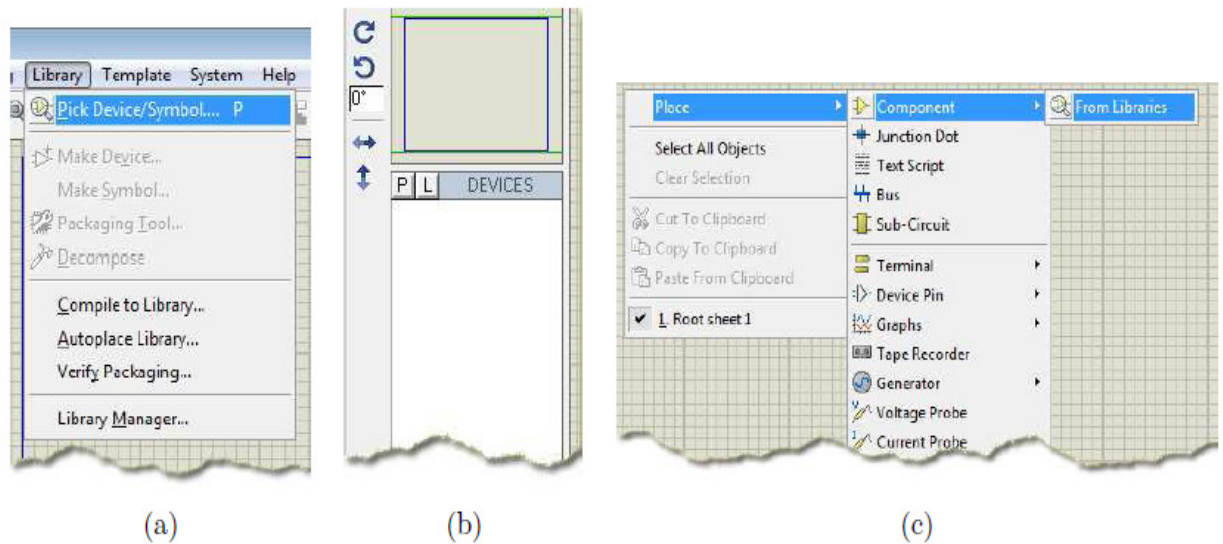 Library Template System Help
Pick Device/Symbol.... P
Make Device...
Make Symbol...
Packaging Tool...
Decompose
Compile to Library...
Autoplace Library...
Verify Packaging...
Library Manager...
(a)
0°
P L DEVICES
(b)
Place
Select All Objects
Clear Selection
Cut To Clipboard
Copy To Clipboard
Paste From Clipboard
1. Root sheet 1
Component
Junction Dot
Text Script
Bus
Sub-Circuit
Terminal
Device Pin
Graphs
Tape Recorder
Generator
Voltage Probe
Current Probe
From Libraries
(c)